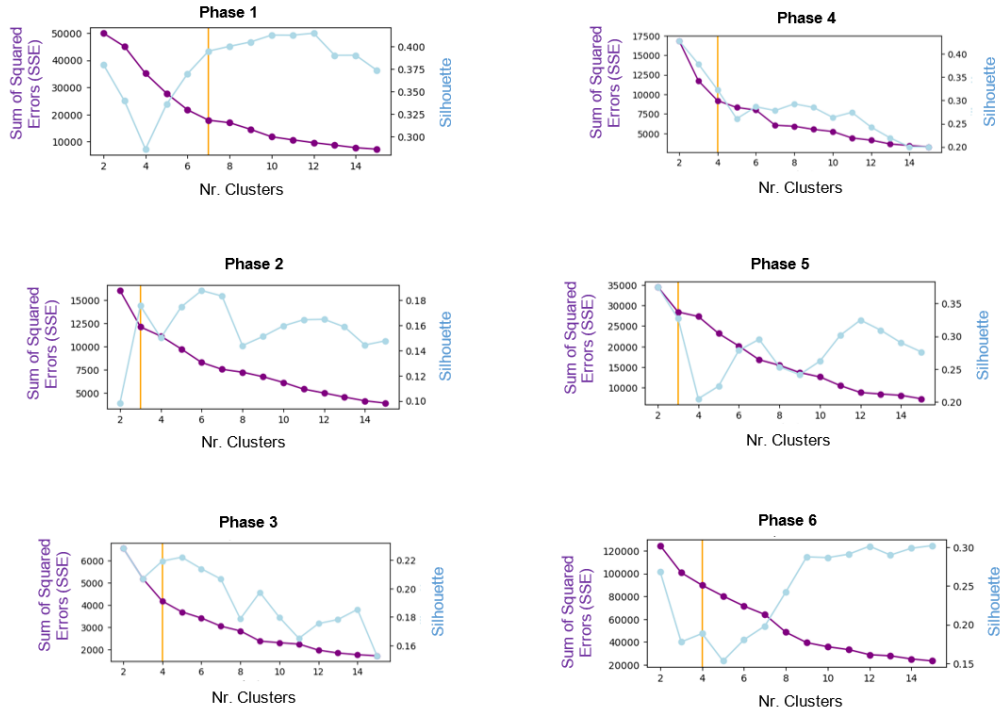 Phase 1
Sum of Squared
Errors (SSE)
50000
40000
30000
20000
10000
0.400
0.375
0.350
0.325
0.300
Silhouette
2 4 6 8 10 12 14
Nr. Clusters
Phase 4
Sum of Squared
Errors (SSE)
17500
15000
12500
10000
7500
5000
0.40
0.35
0.30
0.25
0.20
Silhouette
2 4 6 8 10 12 14
Nr. Clusters
Phase 2
Sum of Squared
Errors (SSE)
15000
12500
10000
7500
5000
0.18
0.16
0.14
0.12
0.10
Silhouette
2 4 6 8 10 12 14
Nr. Clusters
Phase 5
Sum of Squared
Errors (SSE)
35000
30000
25000
20000
15000
10000
0.35
0.30
0.25
0.20
Silhouette
2 4 6 8 10 12 14
Nr. Clusters
Phase 3
Sum of Squared
Errors (SSE)
6000
5000
4000
3000
2000
0.22
0.20
0.18
0.16
Silhouette
2 4 6 8 10 12 14
Nr. Clusters
Phase 6
Sum of Squared
Errors (SSE)
120000
100000
80000
60000
40000
20000
0.30
0.25
0.20
0.15
Silhouette
2 4 6 8 10 12 14
Nr. Clusters